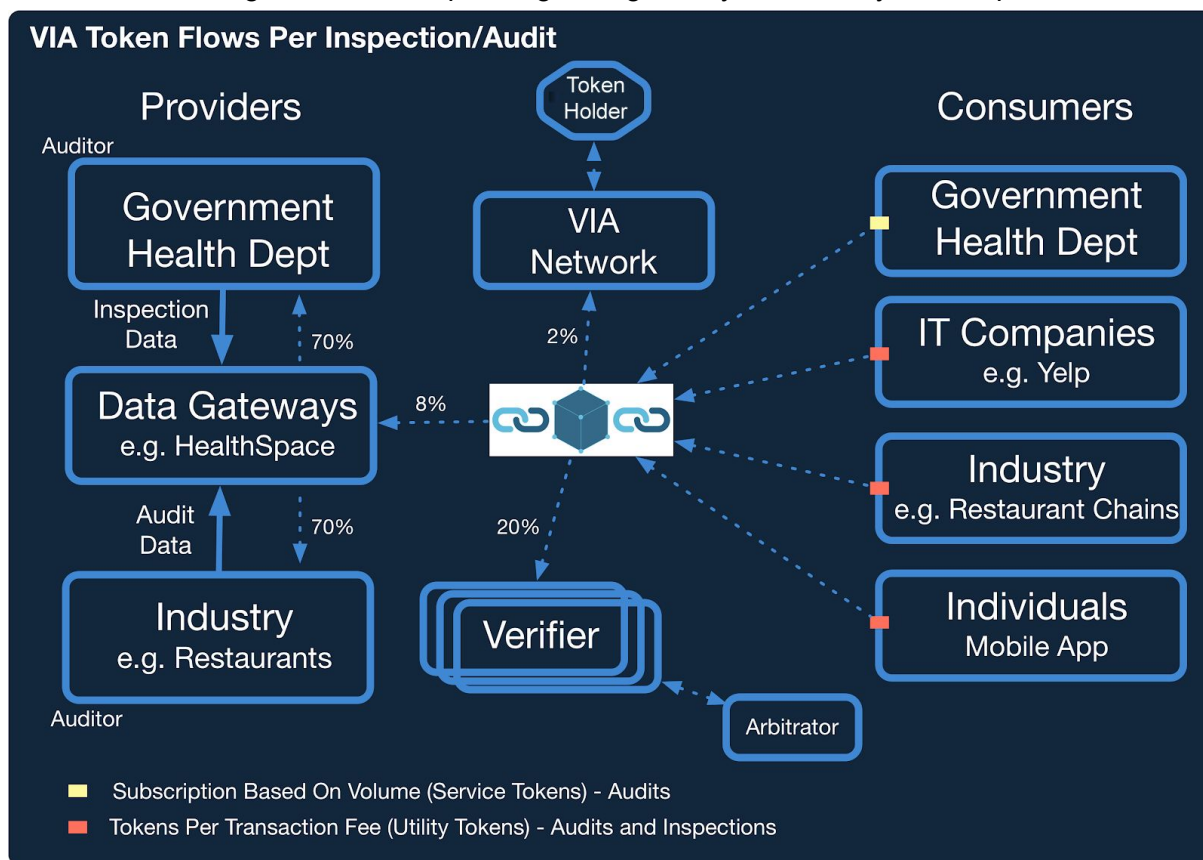 VIA Token Flows Per Inspection/Audit
Providers
Consumers
Token
Holder
Auditor
Government
Health Dept
VIA
Network
Government
Health Dept
Inspection
Data
70%
2%
IT Companies
e.g. Yelp
Data Gateways
e.g. HealthSpace
8%
Industry
e.g. Restaurant Chains
Audit
Data
70%
20%
Industry
e.g. Restaurants
Verifier
Individuals
Mobile App
Auditor
Arbitrator
Subscription Based On Volume (Service Tokens) - Audits
Tokens Per Transaction Fee (Utility Tokens) - Audits and Inspections